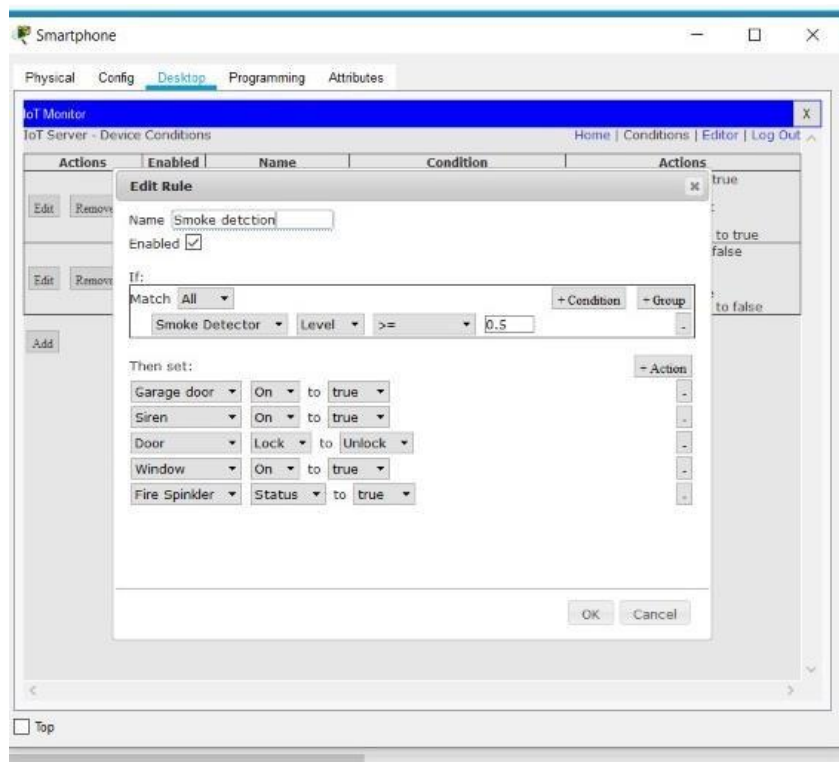 Smartphone
Physical Config Desktop Programming Attributes
IoT Monitor X
IoT Server - Device Conditions Home | Conditions | Editor | Log Out
Actions Enabled Name Condition Actions
Edit Rule
true
Edit Remove
Name Smoke detction
to true
Enabled
false
Edit Remove
If:
Match All + Condition + Group
to false
Smoke Detector Level >= 0.5 -
Add
Then set: + Action
Garage door On to true -
Siren On to true -
Door Lock to Unlock -
Window On to true -
Fire Spinkler Status to true -
OK Cancel
Top